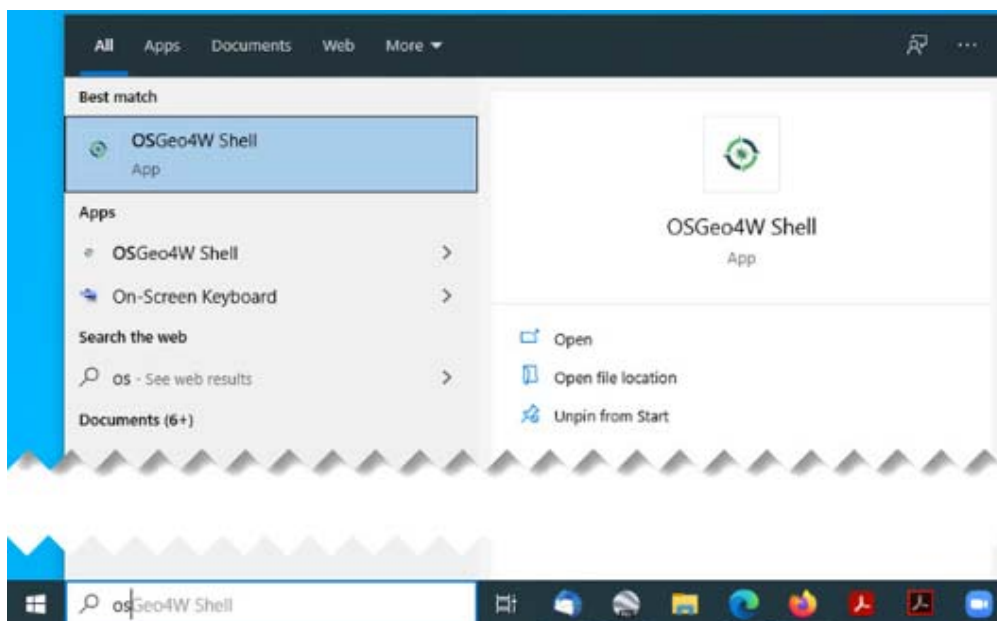 All Apps Documents Web More
Best match
OSGeo4W Shell
App
Apps
OSGeo4W Shell
On-Screen Keyboard
Search the web
os - See web results
Documents (6+)
OSGeo4W Shell
App
Open
Open file location
Unpin from Start
osGeo4W Shell